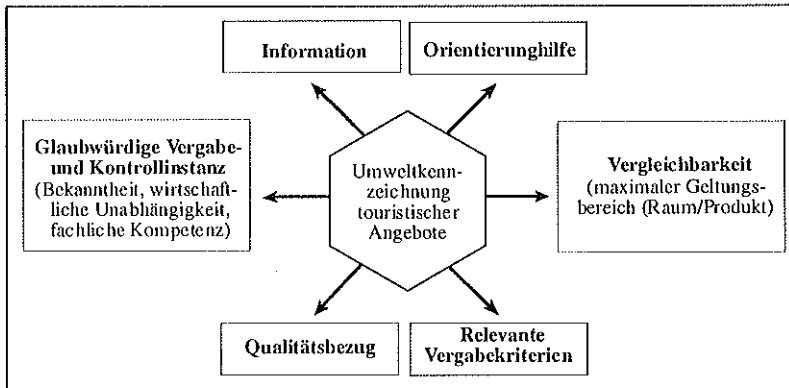 Information
Orientierunghilfe
Glaubwürdige Vergabe-
und Kontrollinstanz
(Bekanntheit, wirtschaft-
liche Unabhängigkeit,
fachliche Kompetenz)
Umweltkenn-
zeichnung
touristischer
Angebote
Vergleichbarkeit
(maximaler Geltungs-
bereich (Raum/Produkt)
Qualitätsbezug
Relevante
Vergabekriterien